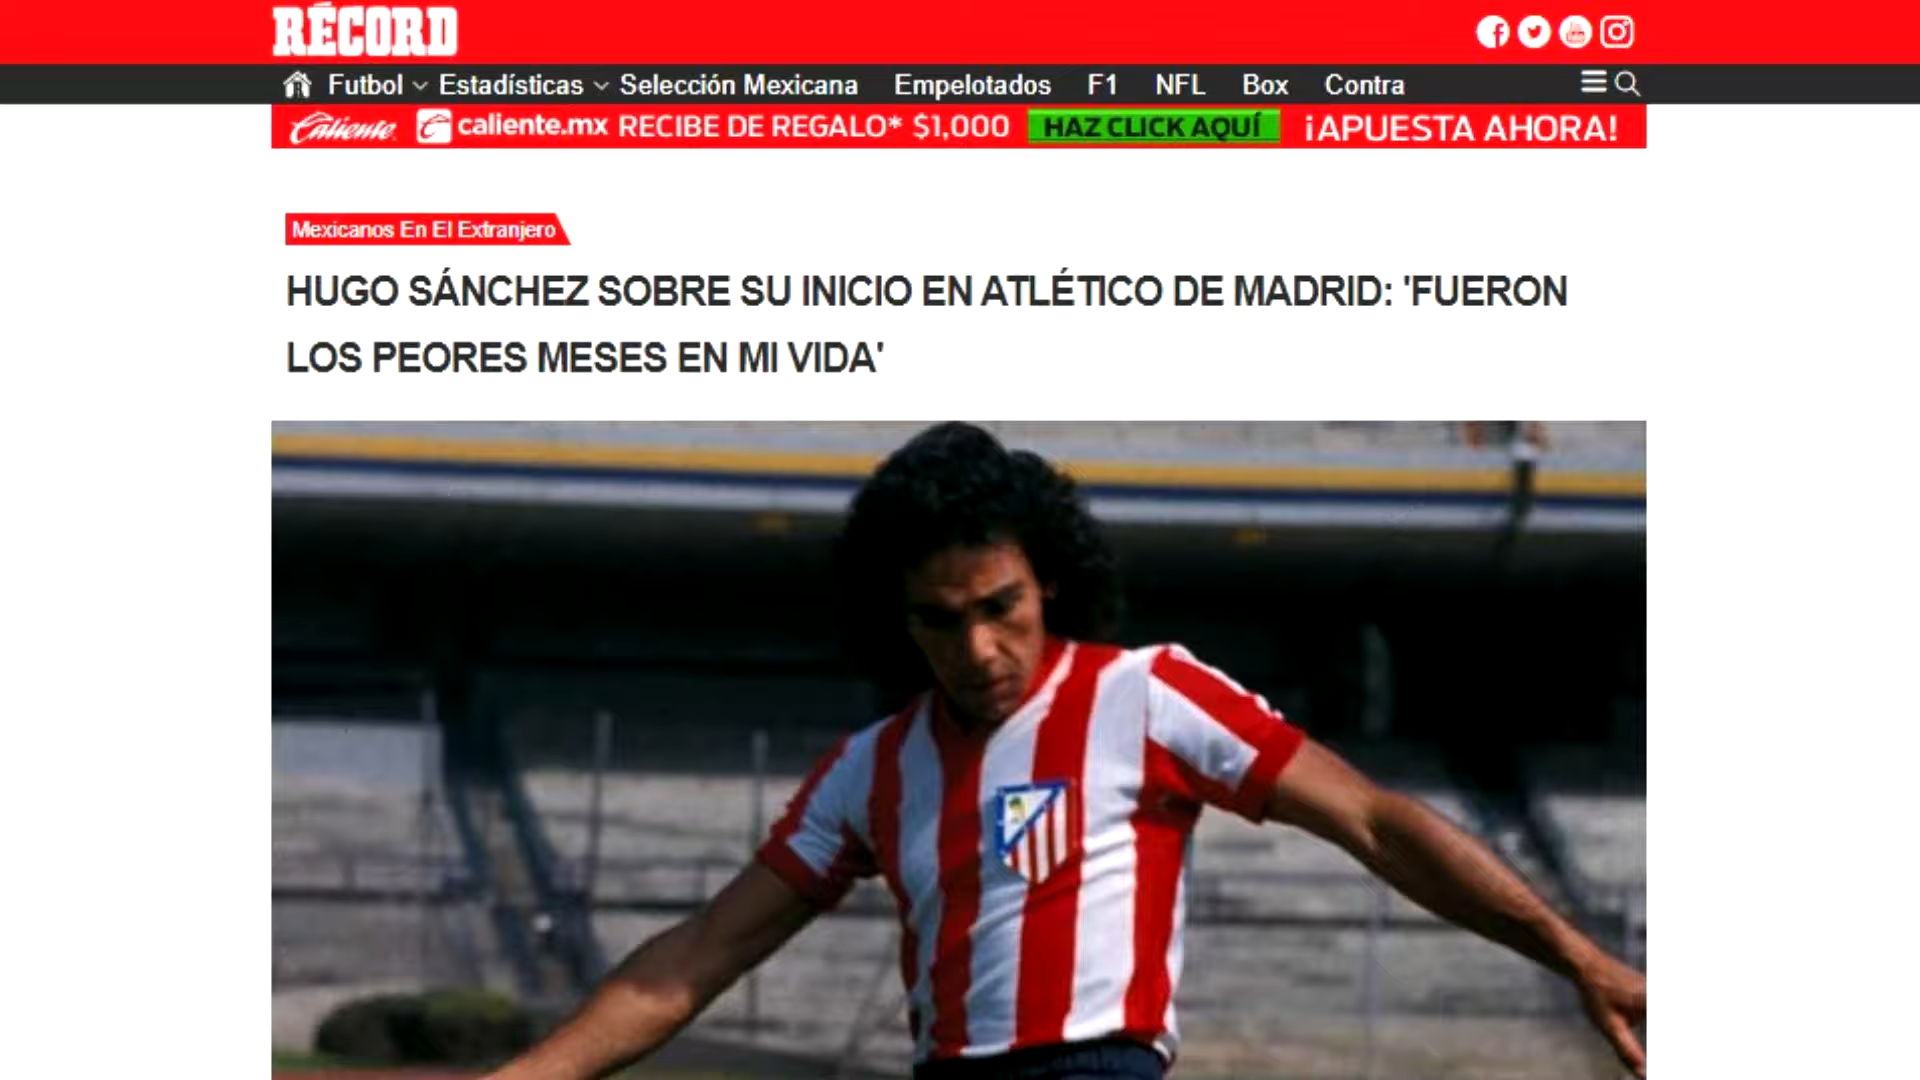 RÉCORD
Futbol Estadísticas Selección Mexicana Empelotados F1 NFL Box Contra
Caliente caliente.mx RECIBE DE REGALO* $1,000 HAZ CLICK AQUÍ ¡APUESTA AHORA!
Mexicanos En El Extranjero
HUGO SÁNCHEZ SOBRE SU INICIO EN ATLÉTICO DE MADRID: 'FUERON
LOS PEORES MESES EN MI VIDA'